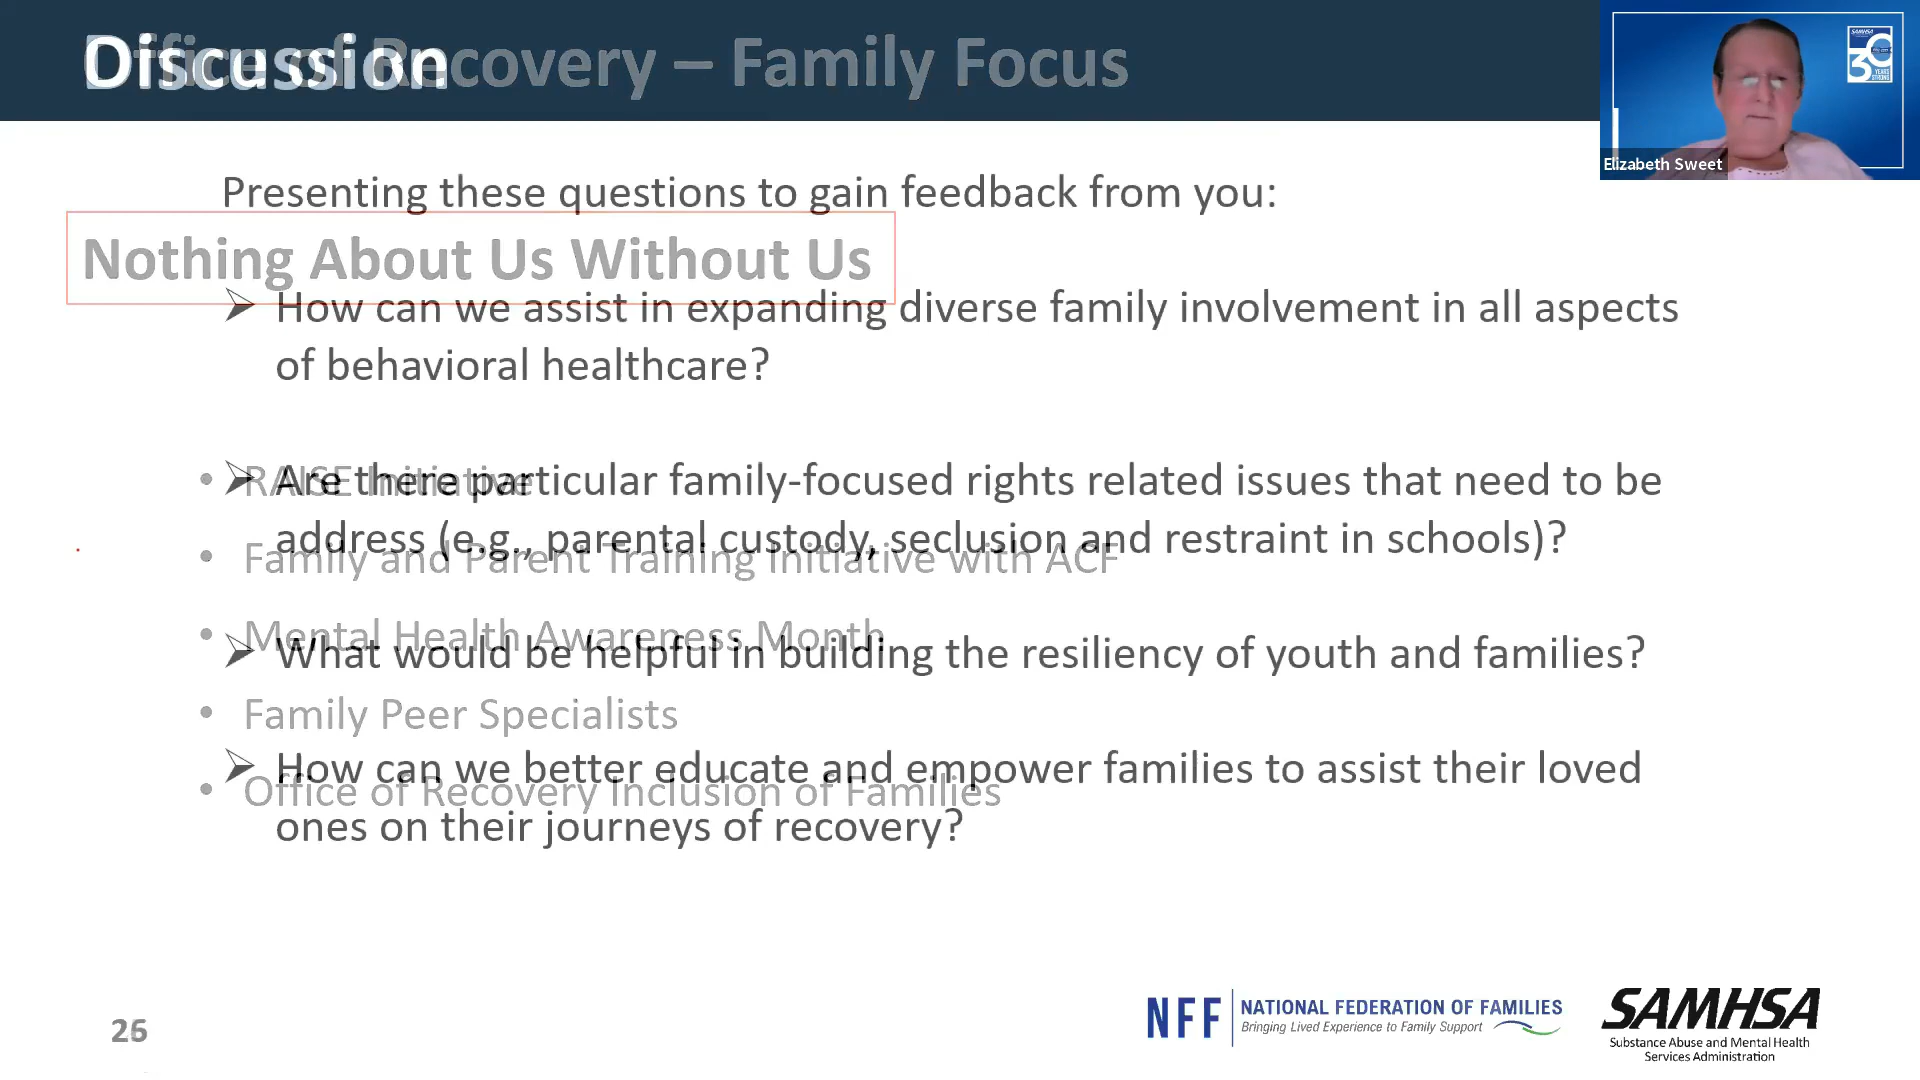 Discussion
Office of Recovery – Family Focus
SAMHSA
30
YEARS
STRONG
Elizabeth Sweet
Presenting these questions to gain feedback from you:
Nothing About Us Without Us
➢ How can we assist in expanding diverse family involvement in all aspects
of behavioral healthcare?
• RAISE Initiative
➢ Are there particular family-focused rights related issues that need to be
address (e.g., parental custody, seclusion and restraint in schools)?
• Family and Parent Training Initiative with ACF
• Mental Health Awareness Month
➢ What would be helpful in building the resiliency of youth and families?
• Family Peer Specialists
➢ How can we better educate and empower families to assist their loved
ones on their journeys of recovery?
• Office of Recovery Inclusion of Families
NFF
NATIONAL FEDERATION OF FAMILIES
Bringing Lived Experience to Family Support
SAMHSA
Substance Abuse and Mental Health
Services Administration